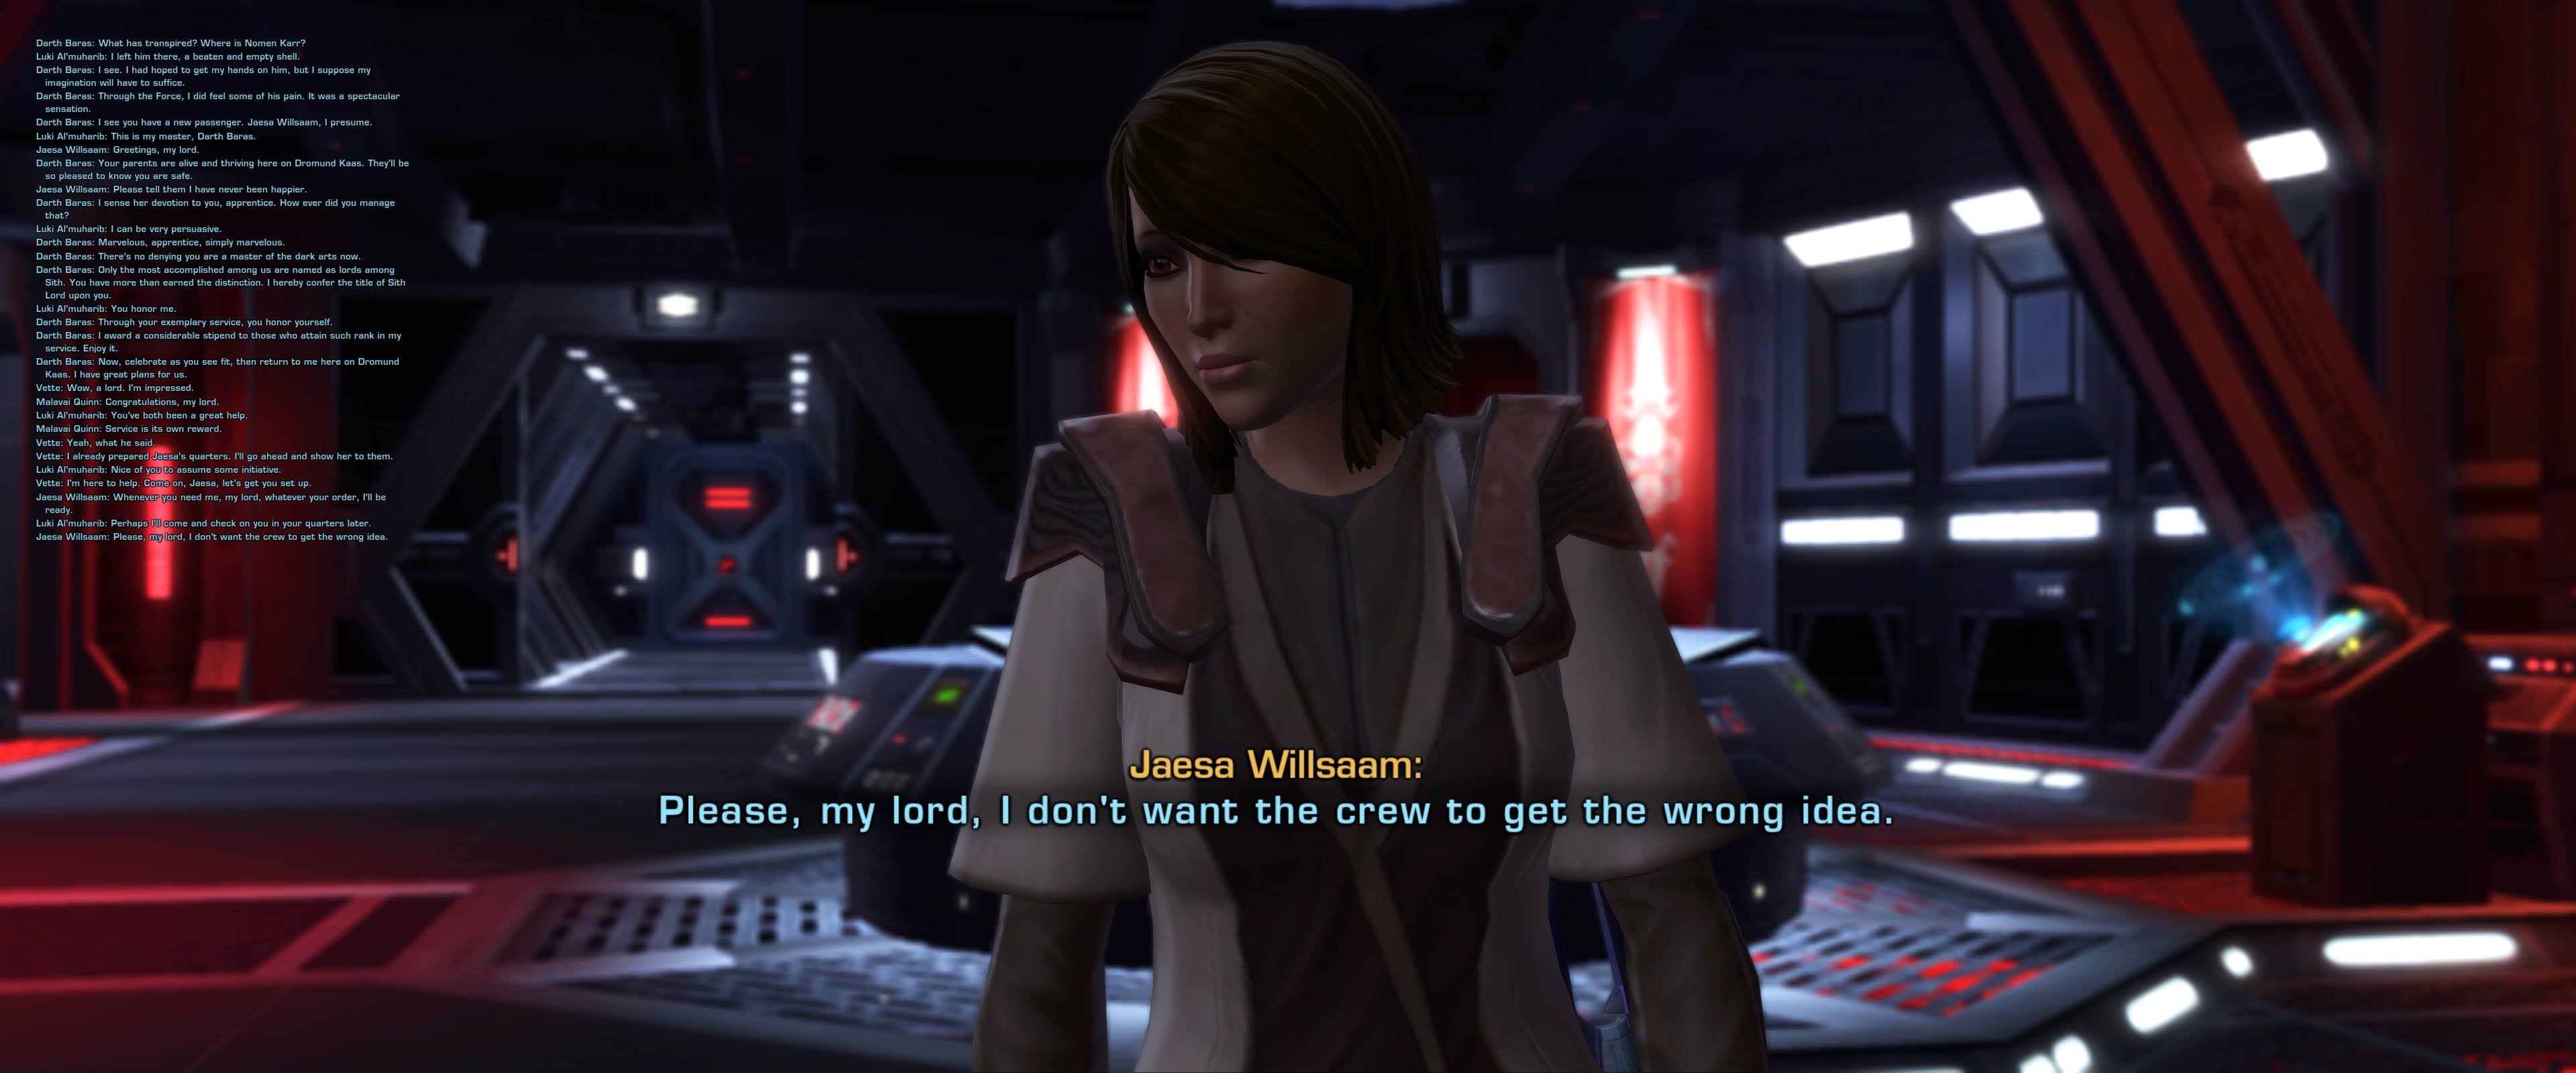 Darth Baras: What has transpired? Where is Nomen Karr?
Luki Al'muharib: I left him there, a beaten and empty shell.
Darth Baras: I see. I had hoped to get my hands on him, but I suppose my
imagination will have to suffice.
Darth Baras: Through the Force, I did feel some of his pain. It was a spectacular
sensation.
Darth Baras: I see you have a new passenger. Jaesa Willsaam, I presume.
Luki Al'muharib: This is my master, Darth Baras.
Jaesa Willsaam: Greetings, my lord.
Darth Baras: Your parents are alive and thriving here on Dromund Kaas. They'll be
so pleased to know you are safe.
Jaesa Willsaam: Please tell them I have never been happier.
Darth Baras: I sense her devotion to you, apprentice. How ever did you manage
that?
Luki Al'muharib: I can be very persuasive.
Darth Baras: Marvelous, apprentice, simply marvelous.
Darth Baras: There's no denying you are a master of the dark arts now.
Darth Baras: Only the most accomplished among us are named as lords among
Sith. You have more than earned the distinction. I hereby confer the title of Sith
Lord upon you.
Luki Al'muharib: You honor me.
Darth Baras: Through your exemplary service, you honor yourself.
Darth Baras: I award a considerable stipend to those who attain such rank in my
service. Enjoy it.
Darth Baras: Now, celebrate as you see fit, then return to me here on Dromund
Kaas. I have great plans for us.
Vette: Wow, a lord. I'm impressed.
Malavai Quinn: Congratulations, my lord.
Luki Al'muharib: You've both been a great help.
Malavai Quinn: Service is its own reward.
Vette: Yeah, what he said.
Vette: I already prepared Jaesa's quarters. I'll go ahead and show her to them.
Luki Al'muharib: Nice of you to assume some initiative.
Vette: I'm here to help. Come on, Jaesa, let's get you set up.
Jaesa Willsaam: Whenever you need me, my lord, whatever your order, I'll be
ready.
Luki Al'muharib: Perhaps I'll come and check on you in your quarters later.
Jaesa Willsaam: Please, my lord, I don't want the crew to get the wrong idea.
Jaesa Willsaam:
Please, my lord, I don't want the crew to get the wrong idea.